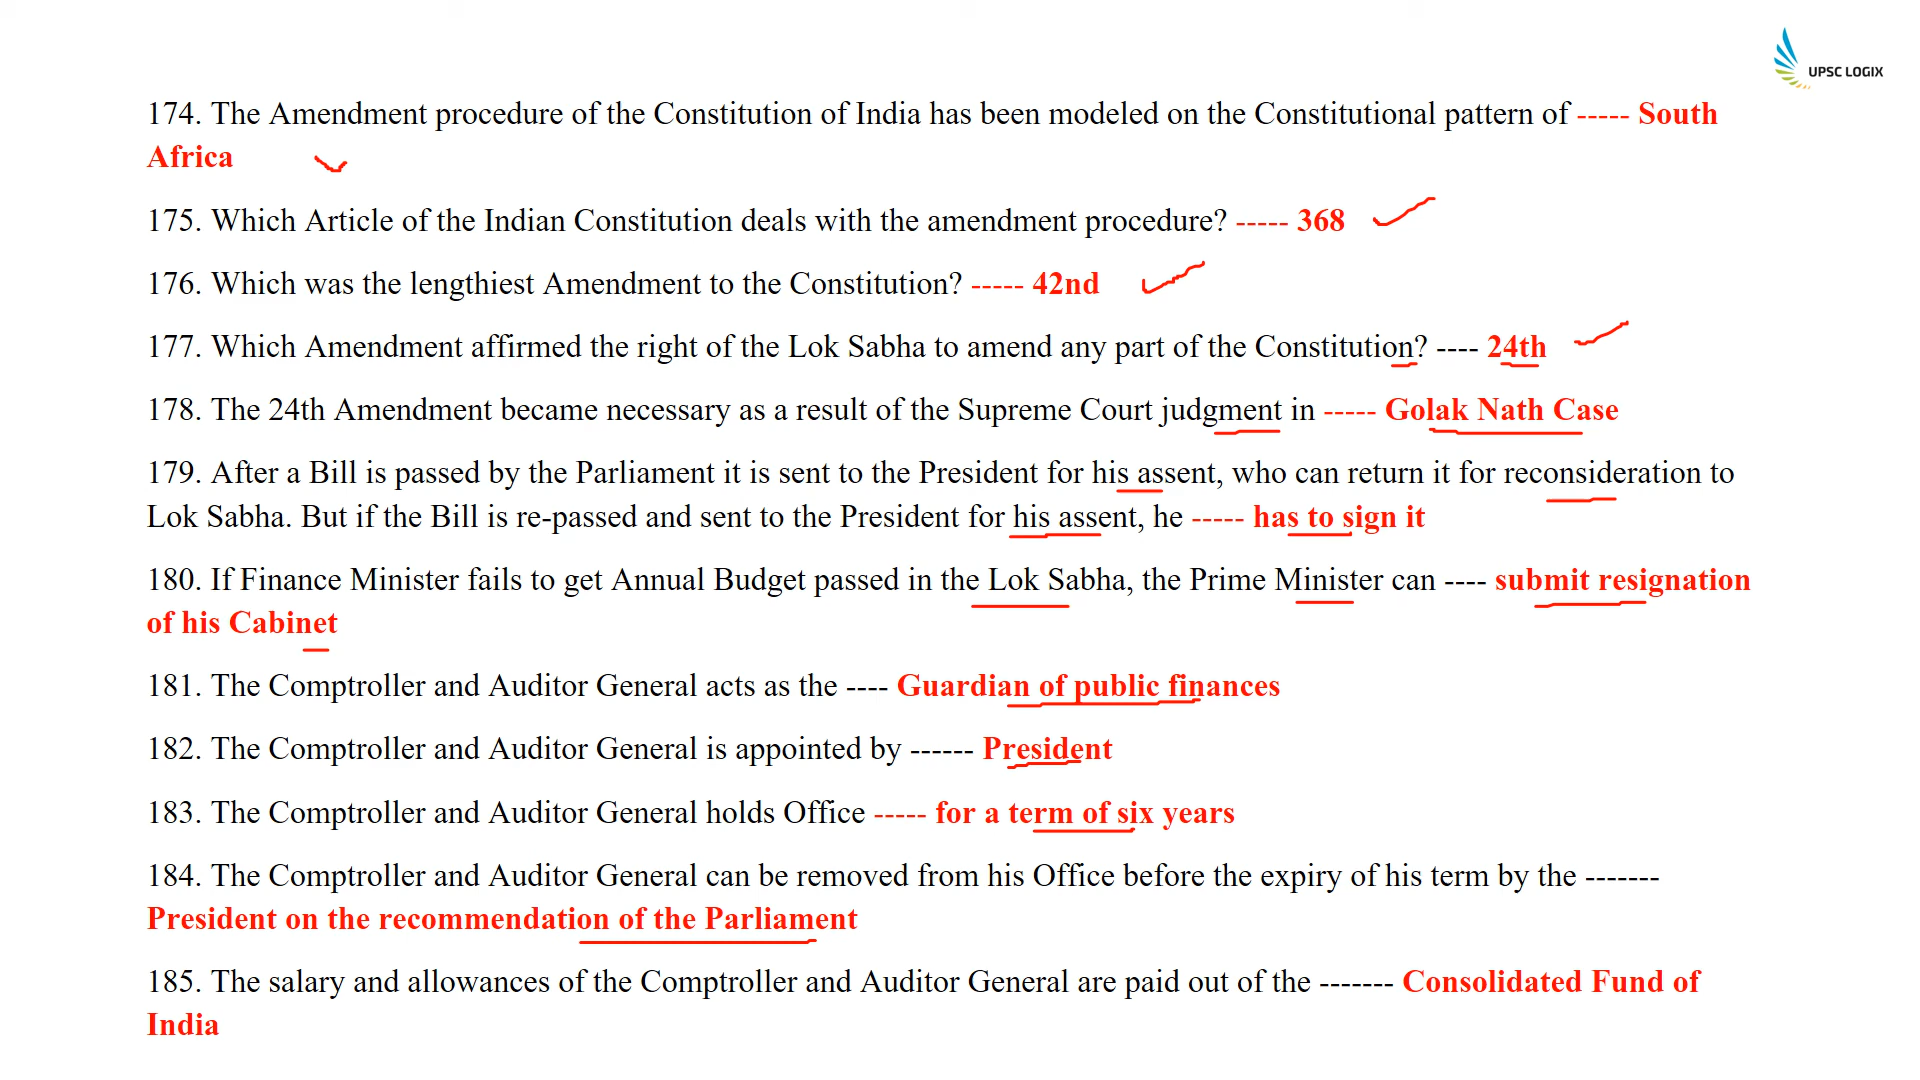 UPSC LOGIX
174. The Amendment procedure of the Constitution of India has been modeled on the Constitutional pattern of ----- South
Africa
175. Which Article of the Indian Constitution deals with the amendment procedure? ----- 368
176. Which was the lengthiest Amendment to the Constitution? ----- 42nd
177. Which Amendment affirmed the right of the Lok Sabha to amend any part of the Constitution? ---- 24th
178. The 24th Amendment became necessary as a result of the Supreme Court judgment in ----- Golak Nath Case
179. After a Bill is passed by the Parliament it is sent to the President for his assent, who can return it for reconsideration to
Lok Sabha. But if the Bill is re-passed and sent to the President for his assent, he ----- has to sign it
180. If Finance Minister fails to get Annual Budget passed in the Lok Sabha, the Prime Minister can ---- submit resignation
of his Cabinet
181. The Comptroller and Auditor General acts as the ---- Guardian of public finances
182. The Comptroller and Auditor General is appointed by ------ President
183. The Comptroller and Auditor General holds Office ----- for a term of six years
184. The Comptroller and Auditor General can be removed from his Office before the expiry of his term by the -------
President on the recommendation of the Parliament
185. The salary and allowances of the Comptroller and Auditor General are paid out of the ------- Consolidated Fund of
India